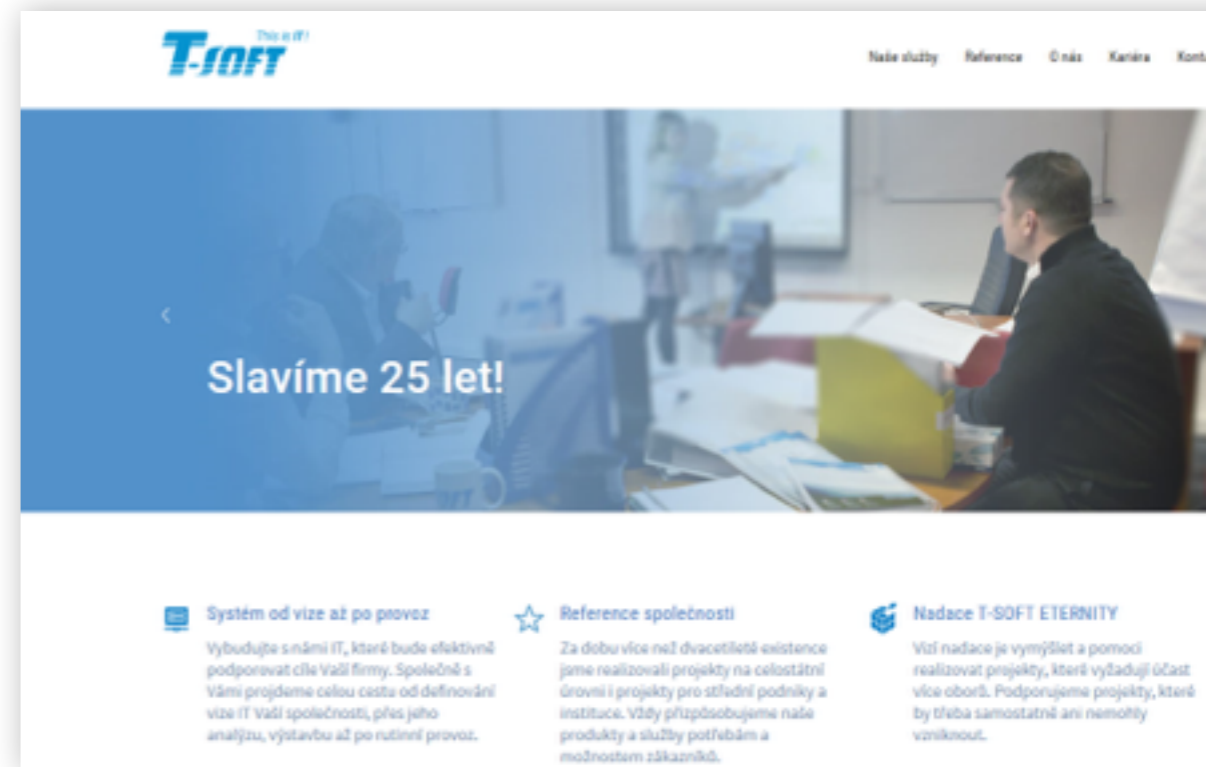 This is IT!
T-SOFT
Naše služby Reference O nás Kariéra
Slavíme 25 let!
Systém od vize až po provoz
Vybudujte s námi IT, které bude efektivně
podporovat cíle Vaší firmy. Společně s
Vámi projdeme celou cestu od definování
vize IT Vaší společnosti, přes jeho
analýzu, výstavbu až po rutinní provoz.
Reference společnosti
Za dobu více než dvacetileté existence
jsme realizovali projekty na celostátní
úrovni i projekty pro střední podniky a
instituce. Vždy přizpůsobujeme naše
produkty a služby potřebám a
možnostem zákazníků.
Nadace T-SOFT ETERNITY
Vizí nadace je vymýšlet a pomoci
realizovat projekty, které vyžadují účast
více oborů. Podporujeme projekty, které
by třeba samostatně ani nemohly
vzniknout.